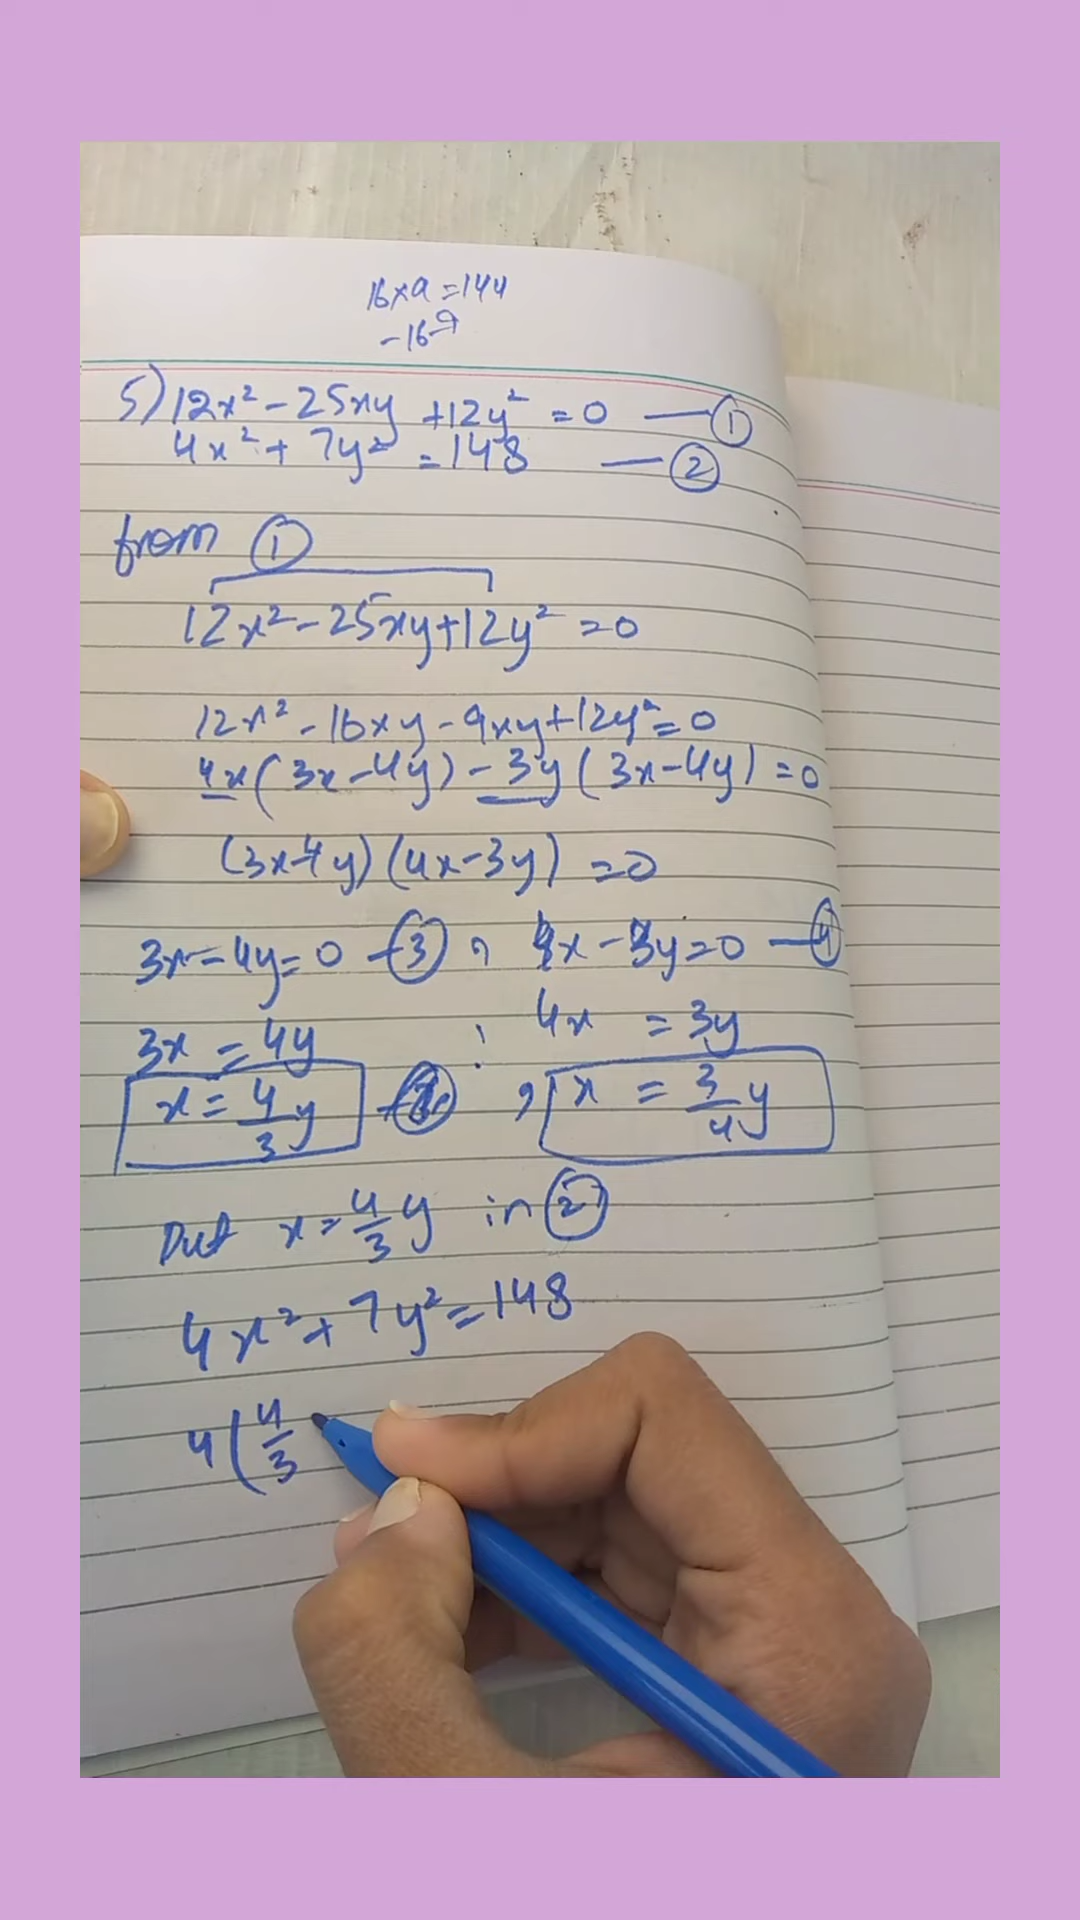 16×9=144
-16-9
5) 12x² - 25xy + 12y² = 0 — ①
4x² + 7y² = 148 — ②
from ①
12x² - 25xy + 12y² = 0
12x² - 16xy - 9xy + 12y² = 0
4x(3x-4y) - 3y(3x-4y) = 0
(3x-4y)(4x-3y) = 0
3x - 4y = 0 - ③ , 4x - 3y = 0 - ④
3x = 4y ; 4x = 3y
x = 4/3 y , x = 3/4 y
Put x = 4/3 y in ②
4x² + 7y² = 148
4(4/3